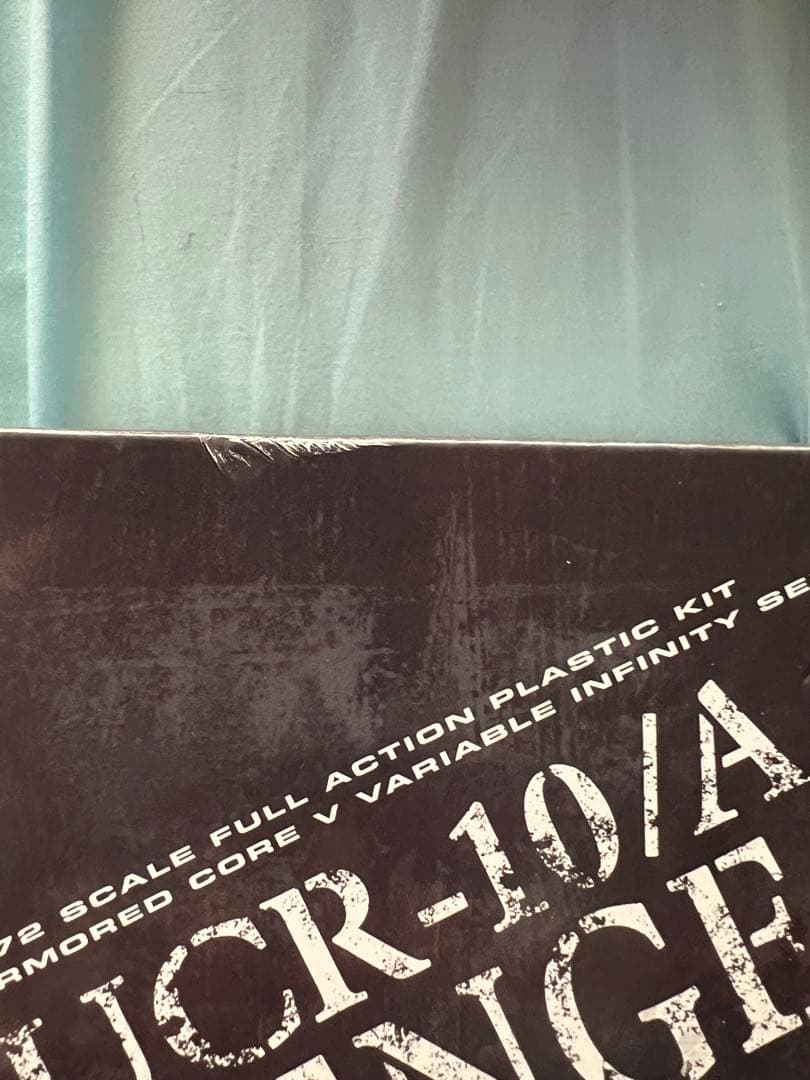 72 SCALE FULL ACTION PLASTIC KIT
RMORED CORE V VARIABLE INFINITY SE
UCR-10/A
NGE